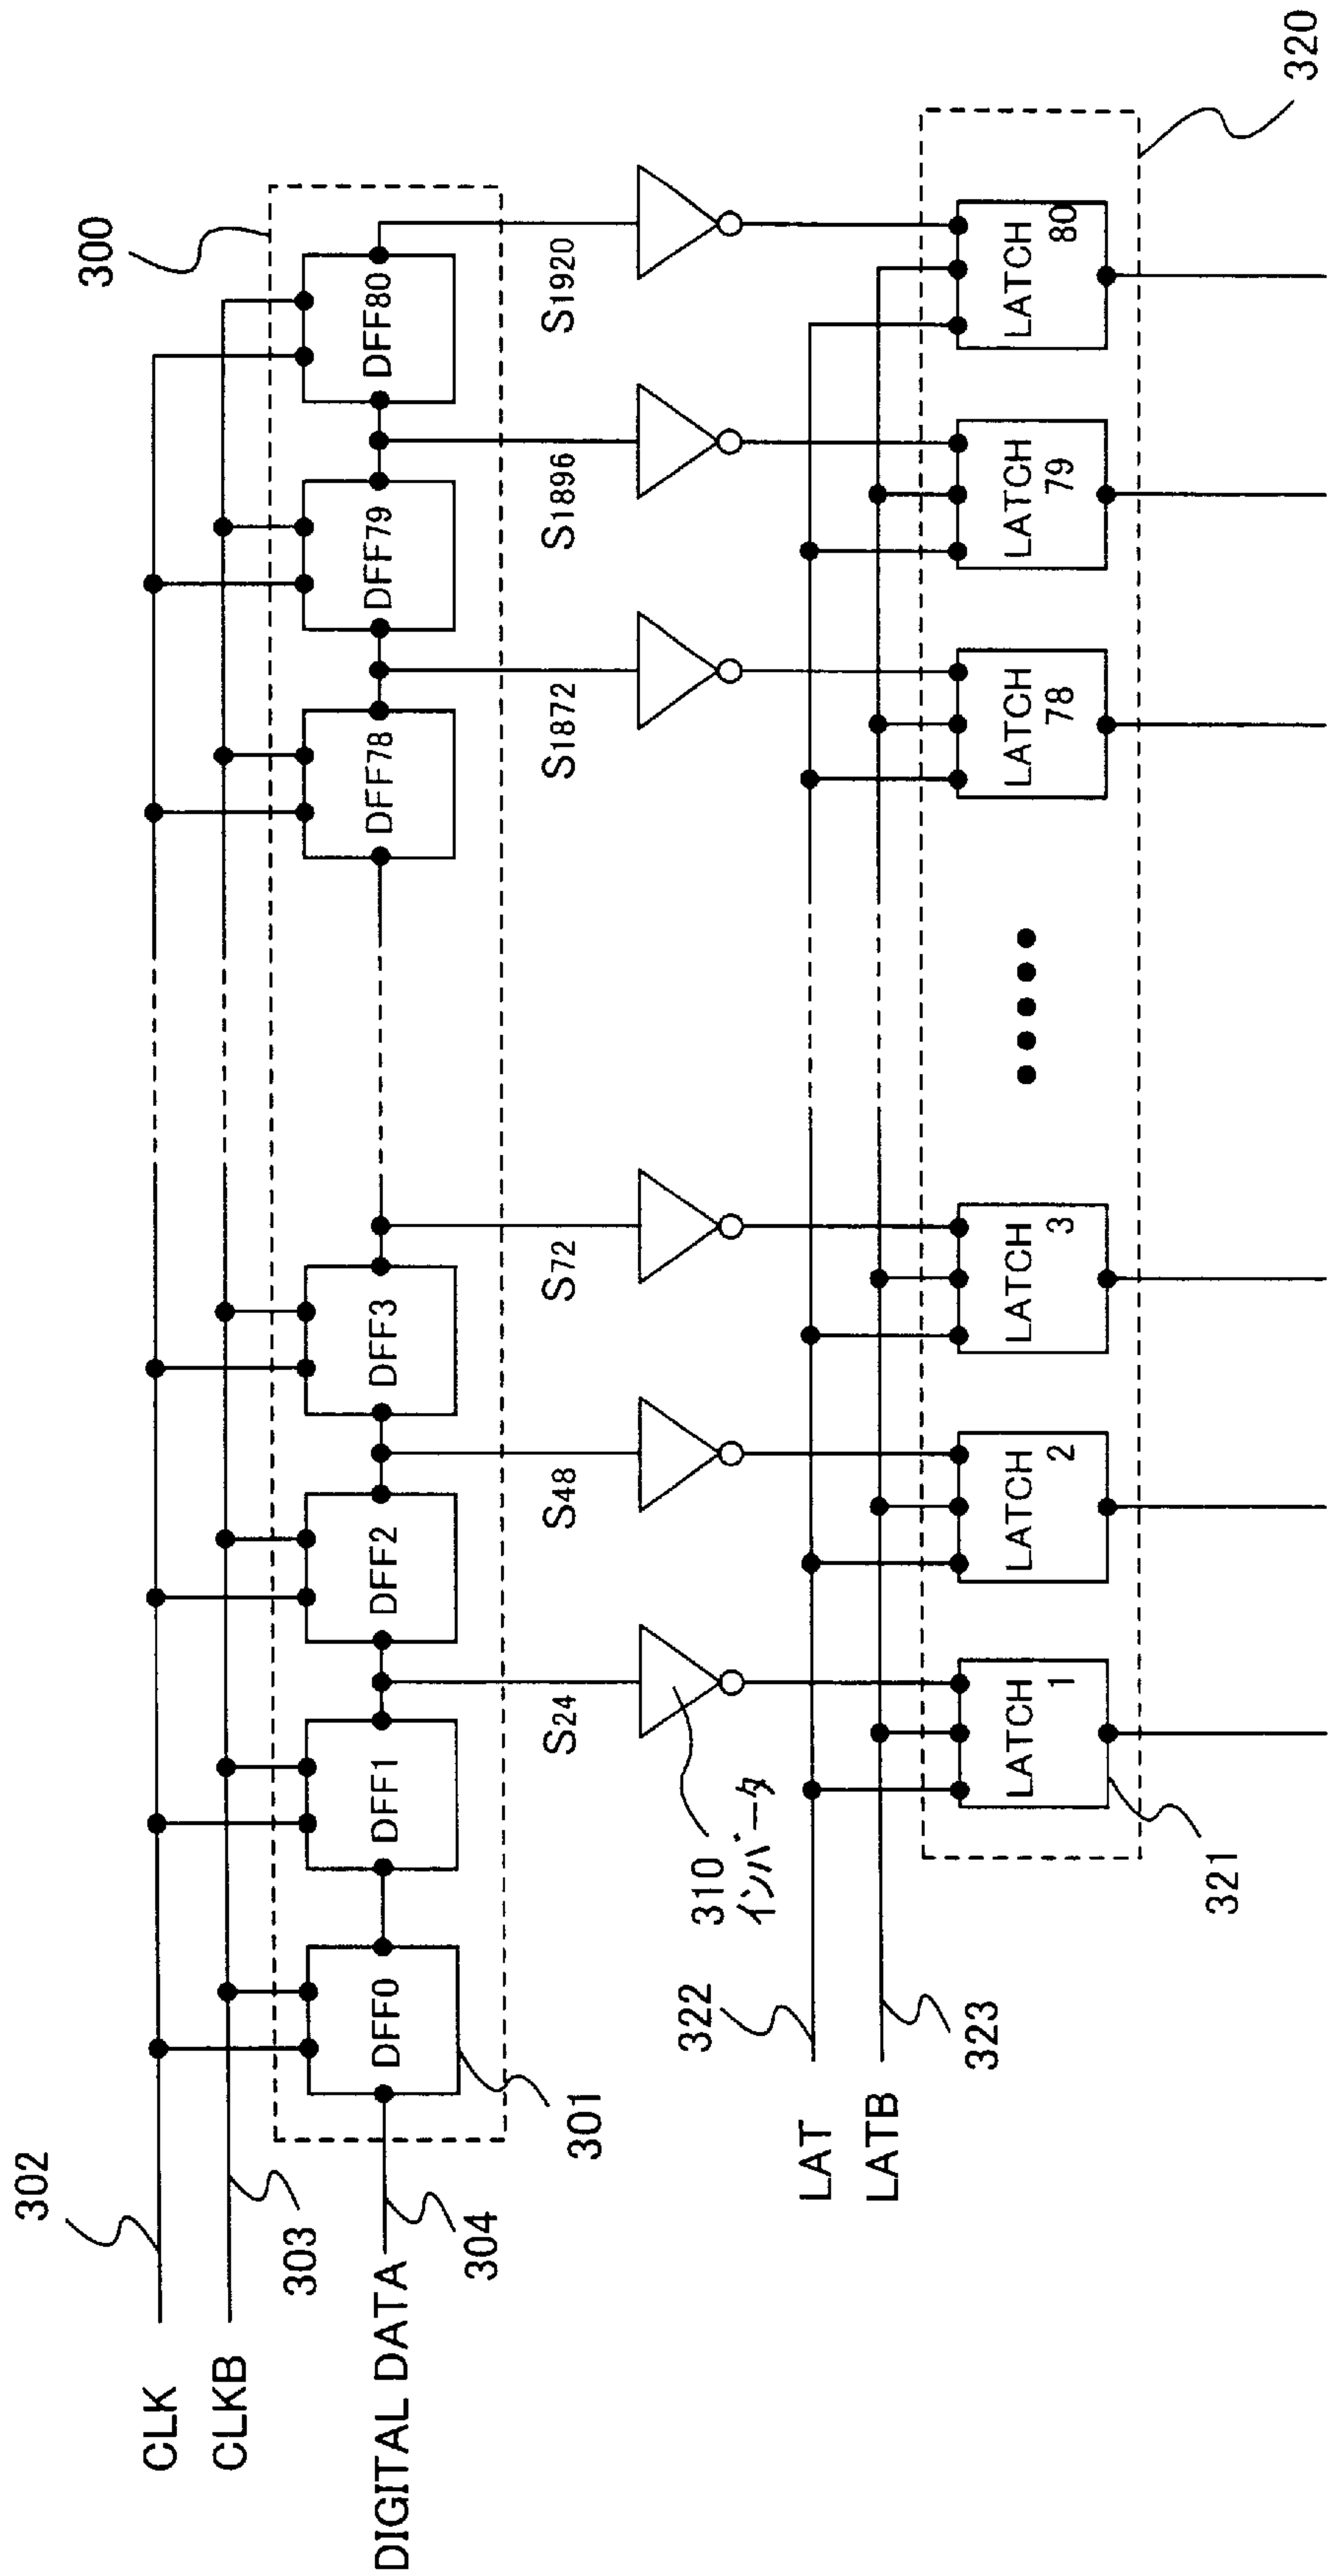 302
CLK
CLKB
303
DIGITAL DATA
304
300
DFF0
DFF1
DFF2
DFF3
DFF78
DFF79
DFF80
301
S24
S48
S72
S1872
S1896
S1920
310
インバータ
322
LAT
LATB
323
LATCH
1
LATCH
2
LATCH
3
LATCH
78
LATCH
79
LATCH
80
321
320